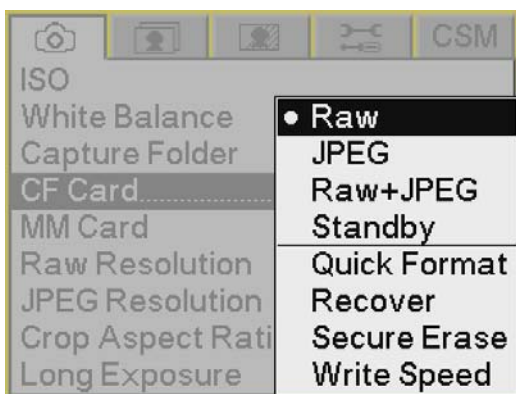 CSM
ISO
White Balance
Capture Folder
CF Card
MM Card
Raw Resolution
JPEG Resolution
Crop Aspect Rati
Long Exposure
Raw
JPEG
Raw+JPEG
Standby
Quick Format
Recover
Secure Erase
Write Speed